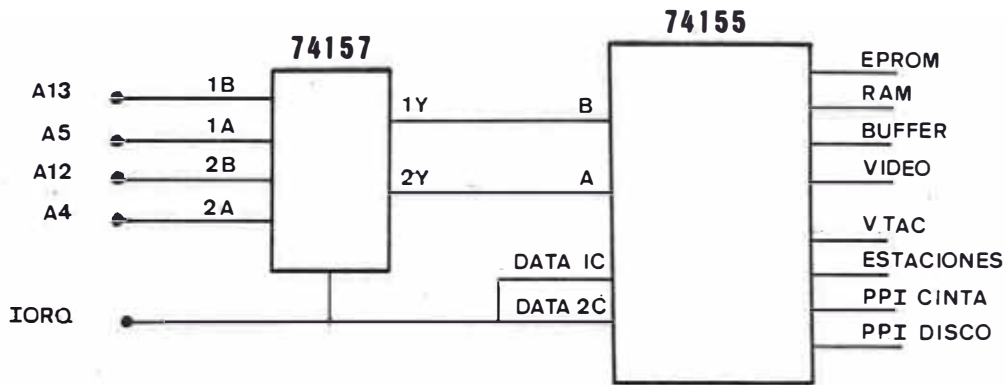 74155
74157
EPROM
RAM
BUFFER
VIDEO
V TAC
ESTACIONES
PPI CINTA
PPI DISCO
A13
1B
A5
1A
A12
2B
A4
2A
1Y
B
2Y
A
DATA 1C
DATA 2C
IORQ